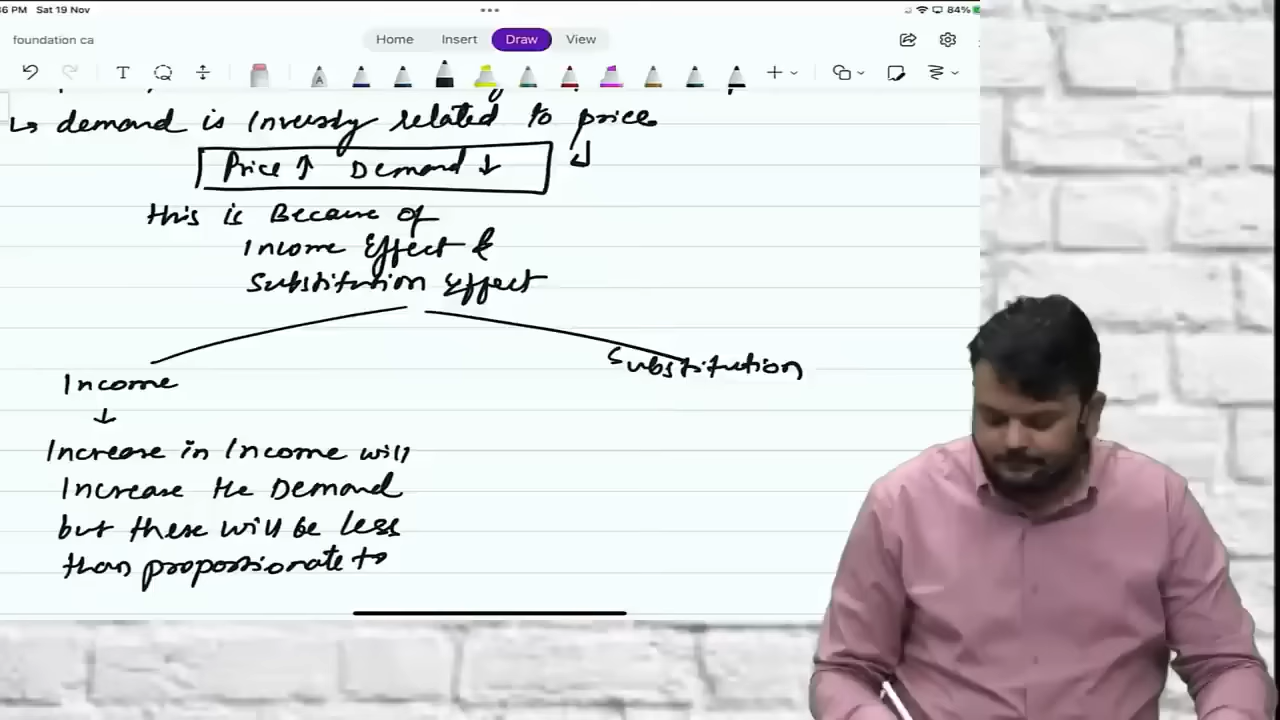 36 PM Sat 19 Nov
84%
foundation ca
Home Insert Draw View
T
A
↳ demand is Inversly related to price
Price ↑ Demand ↓
This is Because of
Income Effect &
Substitution Effect
Income
Substitution
↓
Increase in Income will
Increase the Demand
but these will be less
than proportionate to